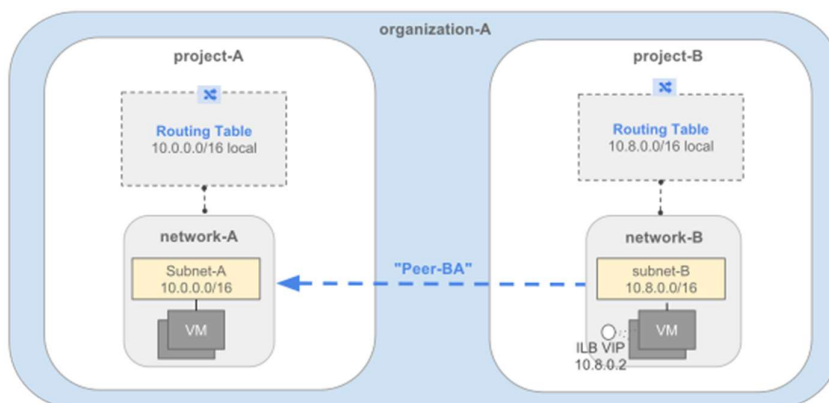 organization-A
project-A
Routing Table
10.0.0.0/16 local
network-A
Subnet-A
10.0.0.0/16
VM
"Peer-BA"
project-B
Routing Table
10.8.0.0/16 local
network-B
subnet-B
10.8.0.0/16
VM
ILB VIP
10.8.0.2